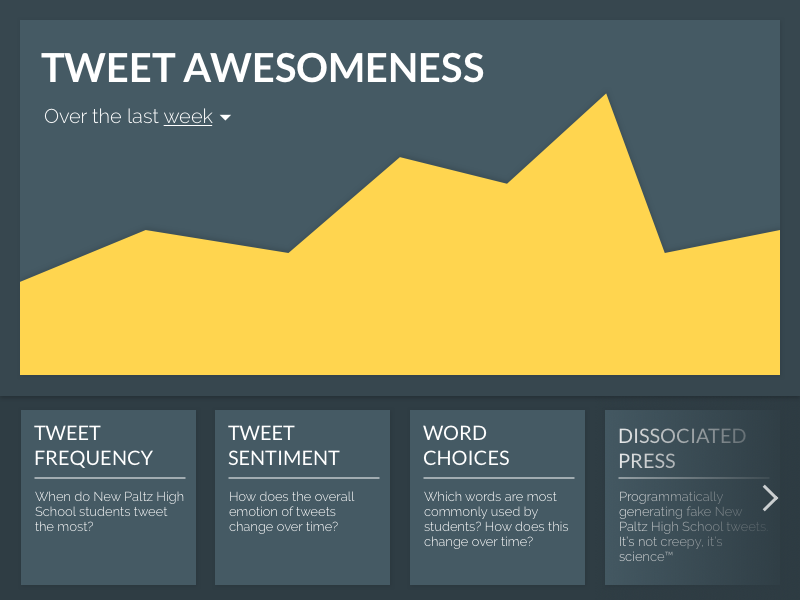 TWEET AWESOMENESS
Over the last week
TWEET
FREQUENCY
When do New Paltz High
School students tweet
the most?
TWEET
SENTIMENT
How does the overall
emotion of tweets
change over time?
WORD
CHOICES
Which words are most
commonly used by
students? How does this
change over time?
DISSOCIATED
PRESS
Programmatically
generating fake New
Paltz High School tweets.
It's not creepy, it's
science™